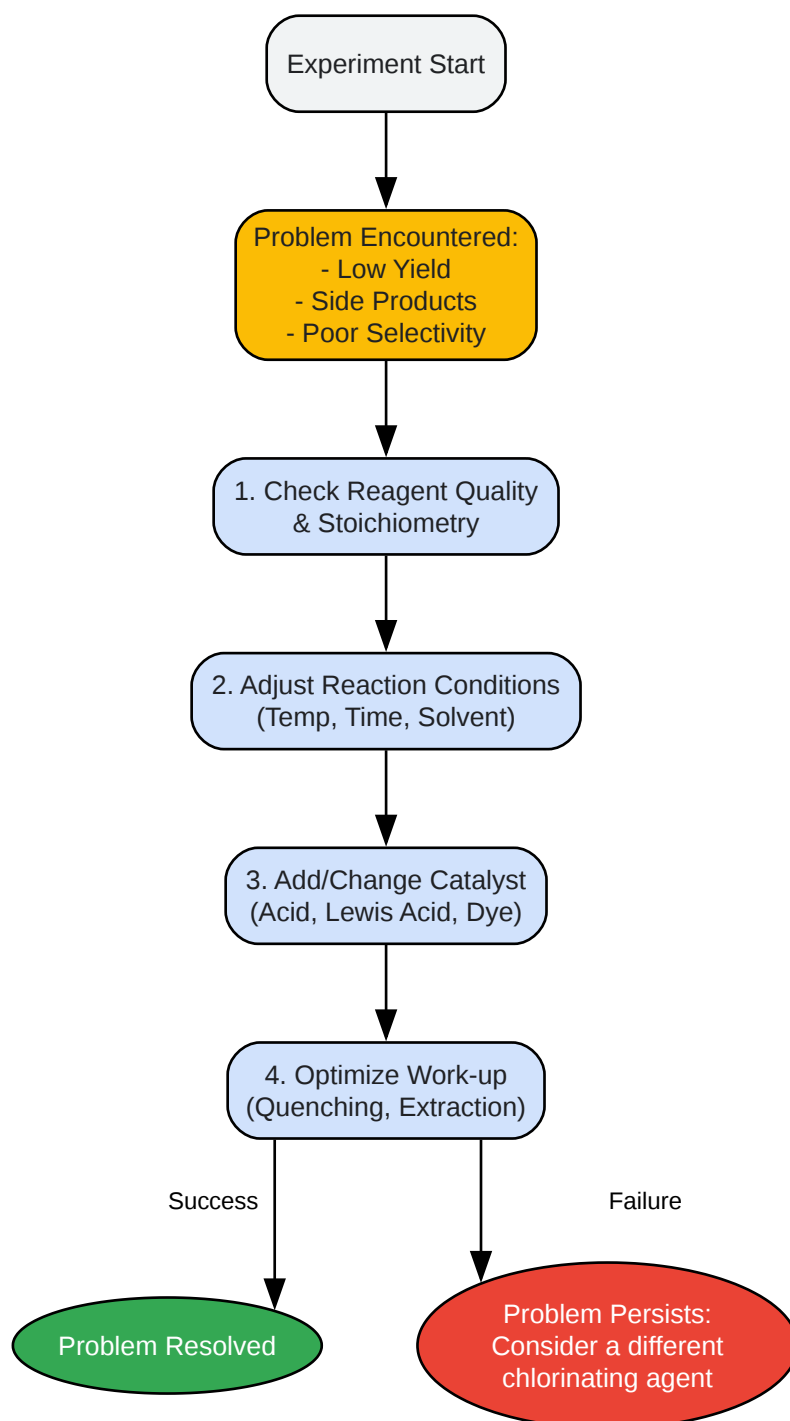 Experiment Start
Problem Encountered:
- Low Yield
- Side Products
- Poor Selectivity
1. Check Reagent Quality
& Stoichiometry
2. Adjust Reaction Conditions
(Temp, Time, Solvent)
3. Add/Change Catalyst
(Acid, Lewis Acid, Dye)
4. Optimize Work-up
(Quenching, Extraction)
Success
Failure
Problem Resolved
Problem Persists:
Consider a different
chlorinating agent